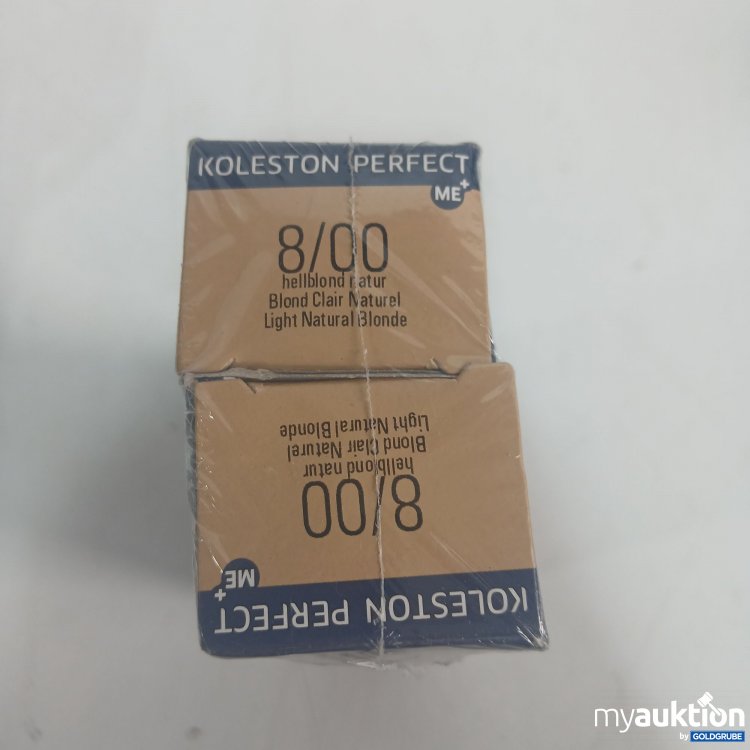 KOLESTON PERFECT
ME+
8/00
hellblond natur
Blond Clair Naturel
Light Natural Blonde
Light Natural Blonde
Blond Clair Naturel
hellblond natur
8/00
ME+
KOLESTON PERFECT
myauktion
by GOLDGRUBE